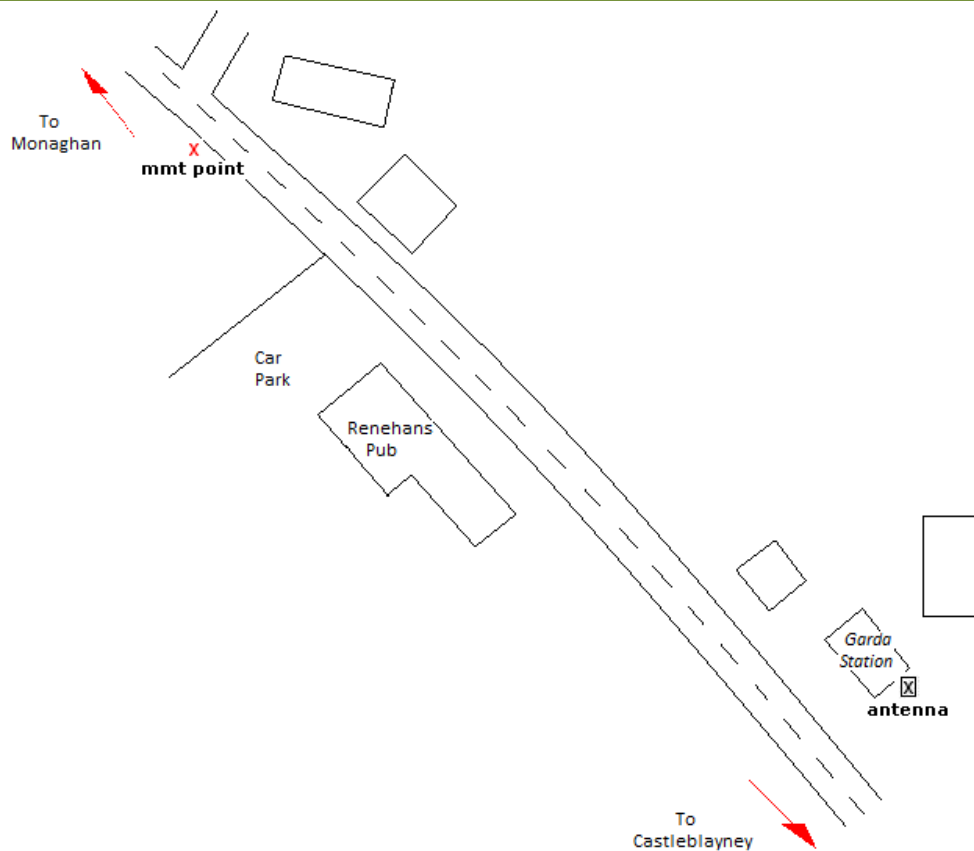 To
Monaghan
X
mmt point
Car
Park
Renehans
Pub
Garda
Station
X
antenna
To
Castleblayney